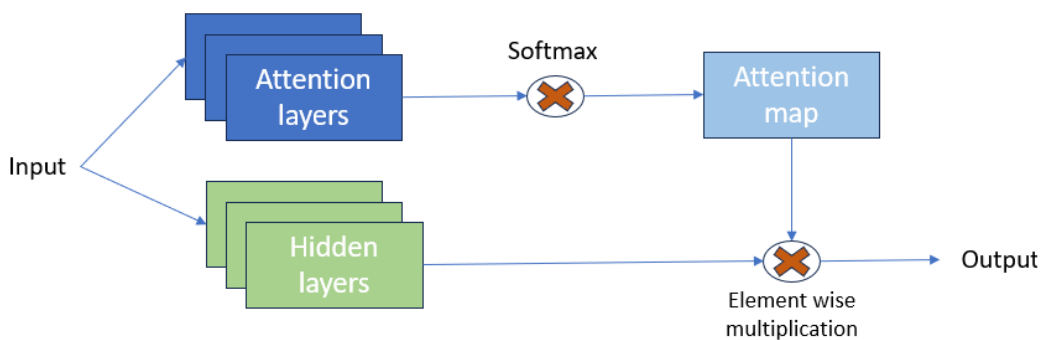 Softmax
Attention
layers
Attention
map
Input
Hidden
layers
Output
Element wise
multiplication